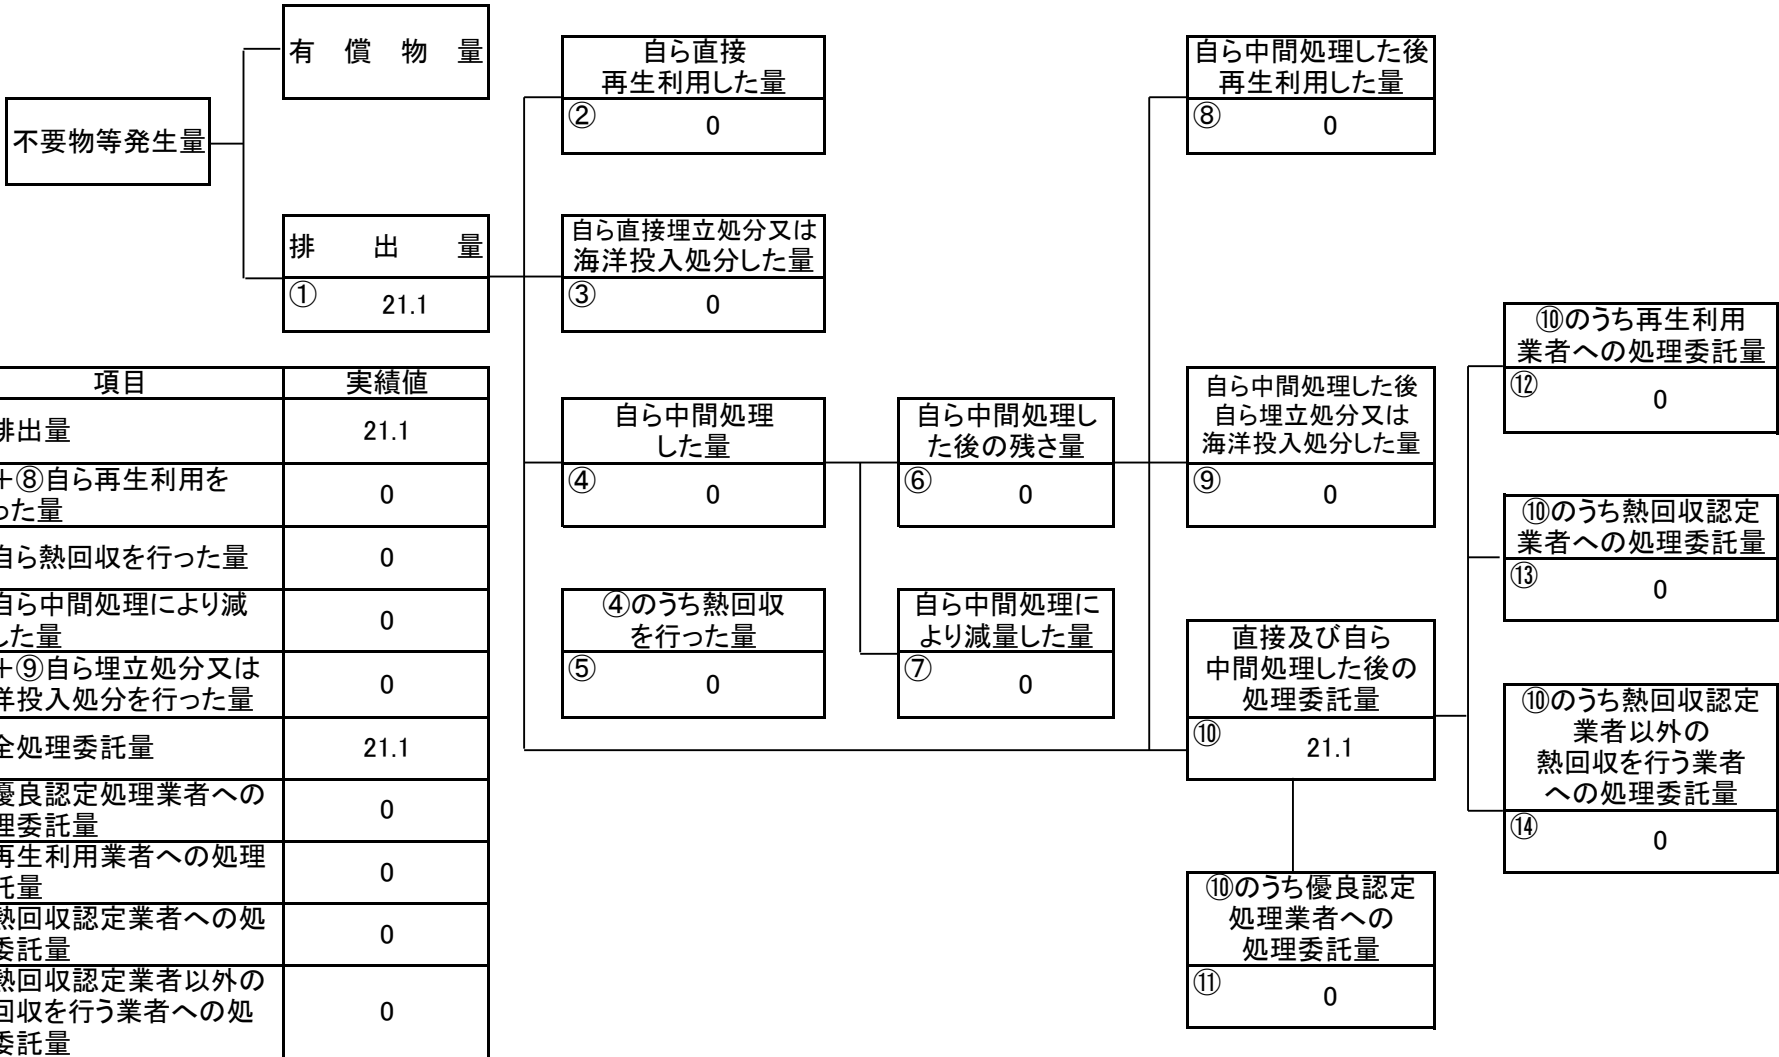 有償物量
不要物等発生量
排出量
①
21.1
自ら直接
再生利用した量
②
0
自ら直接埋立処分又は
海洋投入処分した量
③
0
自ら中間処理
した量
④
0
④のうち熱回収
を行った量
⑤
0
自ら中間処理し
た後の残さ量
⑥
0
自ら中間処理に
より減量した量
⑦
0
自ら中間処理した後
再生利用した量
⑧
0
自ら中間処理した後
自ら埋立処分又は
海洋投入処分した量
⑨
0
直接及び自ら
中間処理した後の
処理委託量
⑩
21.1
⑩のうち優良認定
処理業者への
処理委託量
⑪
0
⑩のうち再生利用
業者への処理委託量
⑫
0
⑩のうち熱回収認定
業者への処理委託量
⑬
0
⑩のうち熱回収認定
業者以外の
熱回収を行う業者
への処理委託量
⑭
0
項目 実績値
排出量 21.1
+⑧自ら再生利用を
った量
0
自ら熱回収を行った量 0
自ら中間処理により減
した量
0
+⑨自ら埋立処分又は
洋投入処分を行った量
0
全処理委託量 21.1
優良認定処理業者への
理委託量
0
再生利用業者への処理
託量
0
熱回収認定業者への処
委託量
0
熱回収認定業者以外の
回収を行う業者への処
委託量
0